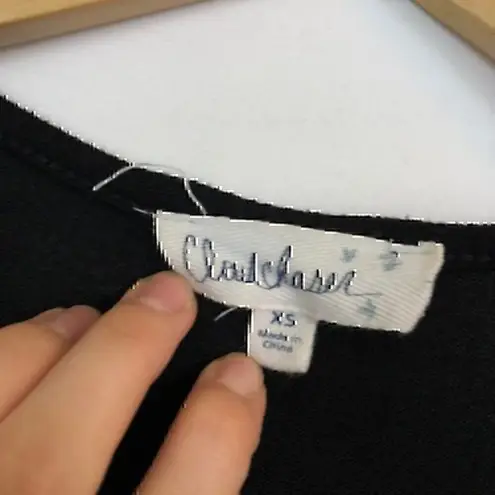 Cloud Chaser
XS
Made in
China